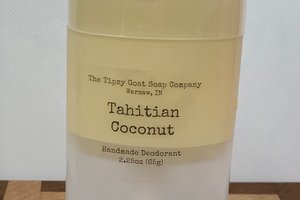 The Tipsy Goat Soap Company
Warsaw, IN
Tahitian
Coconut
Handmade Deodorant
2.25oz (65g)